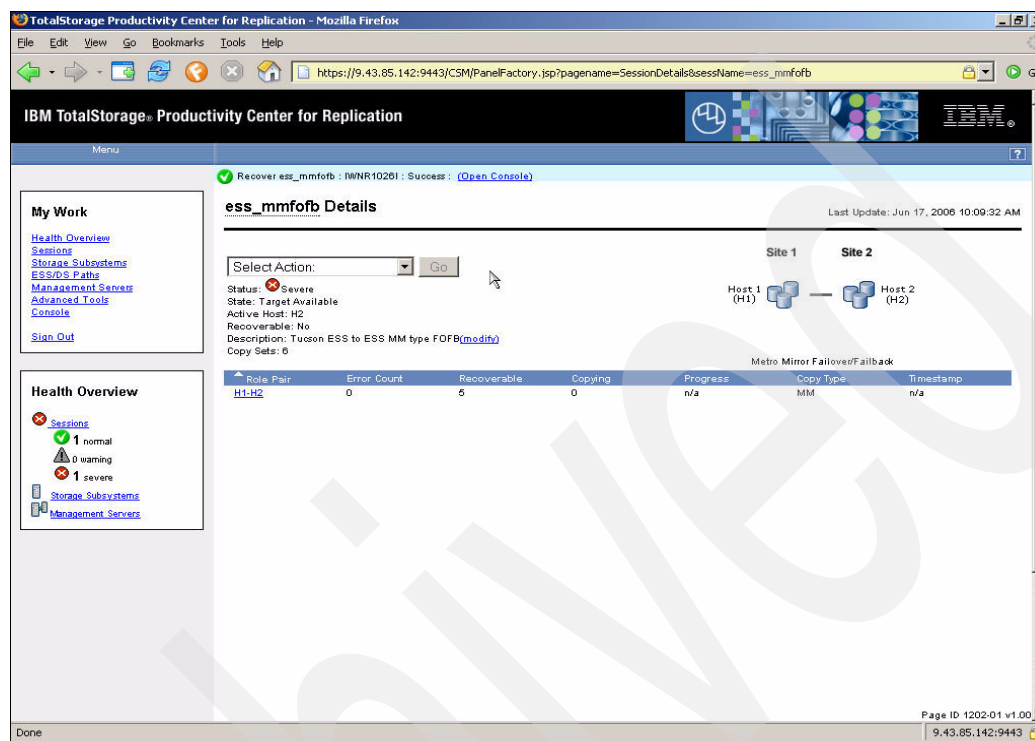 TotalStorage Productivity Center for Replication - Mozilla Firefox
File Edit View Go Bookmarks Tools Help
https://9.43.85.142:9443/CSM/PanelFactory.jsp?pagename=SessionDetails&sessName=ess_mmfofb
G
IBM TotalStorage® Productivity Center for Replication
IBM®
Menu
?
Recover ess_mmfofb : IWNR1026I : Success : (Open Console)
My Work
Health Overview
Sessions
Storage Subsystems
ESS/DS Paths
Management Servers
Advanced Tools
Console
Sign Out
Health Overview
Sessions
1 normal
0 warning
1 severe
Storage Subsystems
Management Servers
ess_mmfofb Details
Last Update: Jun 17, 2006 10:09:32 AM
Select Action: Go
Status: Severe
State: Target Available
Active Host: H2
Recoverable: No
Description: Tucson ESS to ESS MM type FOFB(modify)
Copy Sets: 6
Site 1 Site 2
Host 1 (H1)
Host 2 (H2)
Metro Mirror Failover/Failback
Role Pair Error Count Recoverable Copying Progress Copy Type Timestamp
H1-H2 0 5 0 n/a MM n/a
Page ID 1202-01 v1.00
Done
9.43.85.142:9443